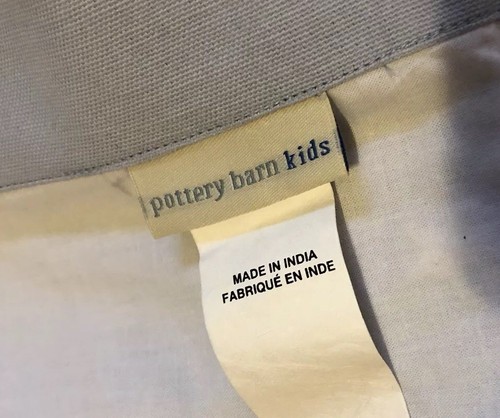 pottery barn kids
MADE IN INDIA
FABRIQUÉ EN INDE